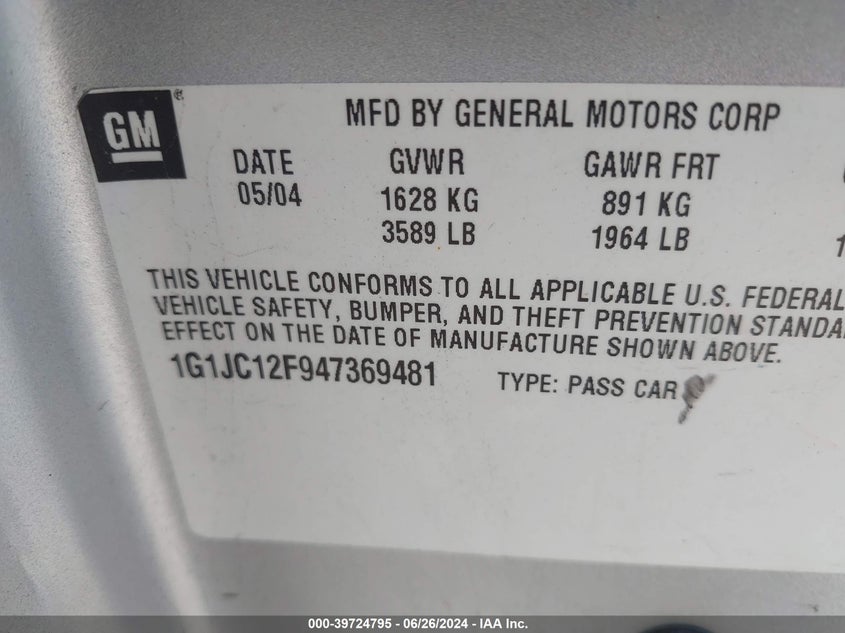 GM®
MFD BY GENERAL MOTORS CORP
DATE GVWR GAWR FRT
05/04 1628 KG 891 KG
3589 LB 1964 LB 1
THIS VEHICLE CONFORMS TO ALL APPLICABLE U.S. FEDERAL
VEHICLE SAFETY, BUMPER, AND THEFT PREVENTION STANDA
EFFECT ON THE DATE OF MANUFACTURE SHOWN ABOVE.
1G1JC12F947369481 TYPE: PASS CAR
000-39724795 - 06/26/2024 - IAA Inc.